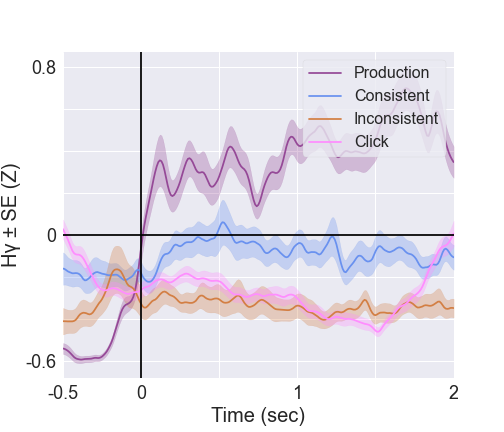 Production
Consistent
Inconsistent
Click
Hγ ± SE (Z)
0.8
0
-0.6
-0.5
0
1
2
Time (sec)